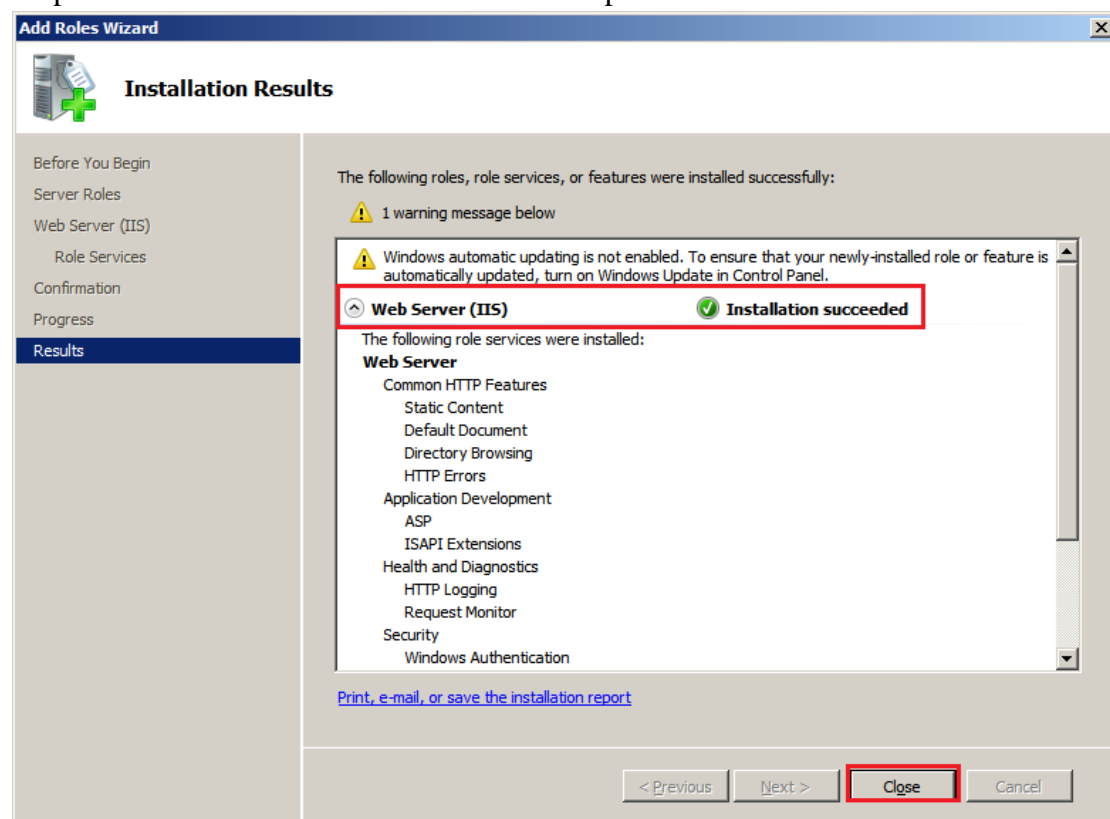 Add Roles Wizard
Installation Results
Before You Begin
Server Roles
Web Server (IIS)
Role Services
Confirmation
Progress
Results
The following roles, role services, or features were installed successfully:
1 warning message below
Windows automatic updating is not enabled. To ensure that your newly-installed role or feature is
automatically updated, turn on Windows Update in Control Panel.
Web Server (IIS) Installation succeeded
The following role services were installed:
Web Server
Common HTTP Features
Static Content
Default Document
Directory Browsing
HTTP Errors
Application Development
ASP
ISAPI Extensions
Health and Diagnostics
HTTP Logging
Request Monitor
Security
Windows Authentication
Print, e-mail, or save the installation report
< Previous Next > Close Cancel